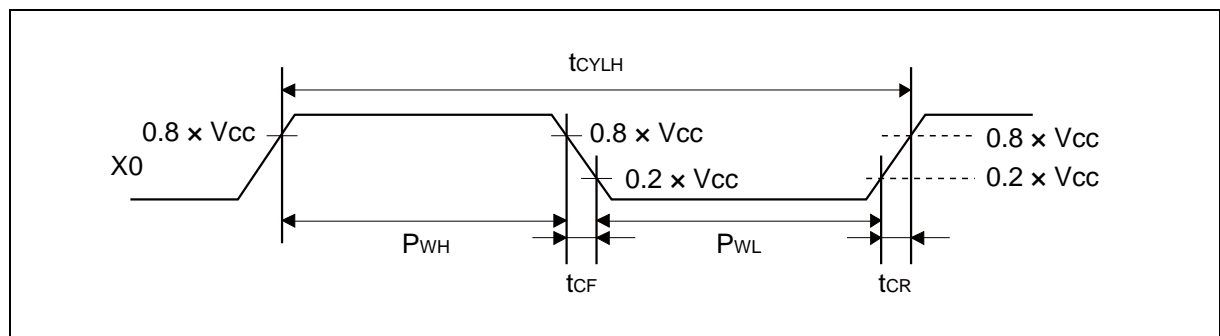 tCYLH
0.8 × VCC
0.8 × VCC
0.8 × VCC
X0
0.2 × VCC
0.2 × VCC
PWH
PWL
tCF
tCR